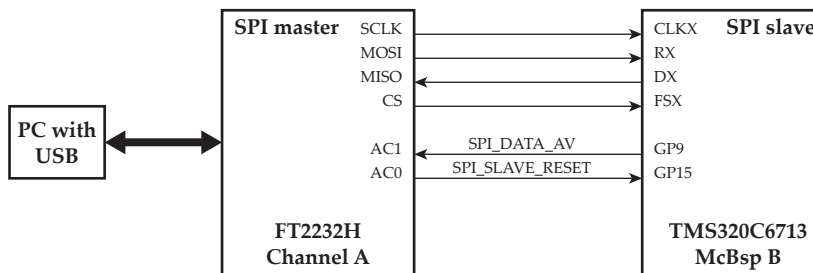 SPI master SCLK CLKX SPI slave
MOSI RX
MISO DX
CS FSX
PC with
USB
AC1 SPI_DATA_AV GP9
AC0 SPI_SLAVE_RESET GP15
FT2232H TMS320C6713
Channel A McBsp B